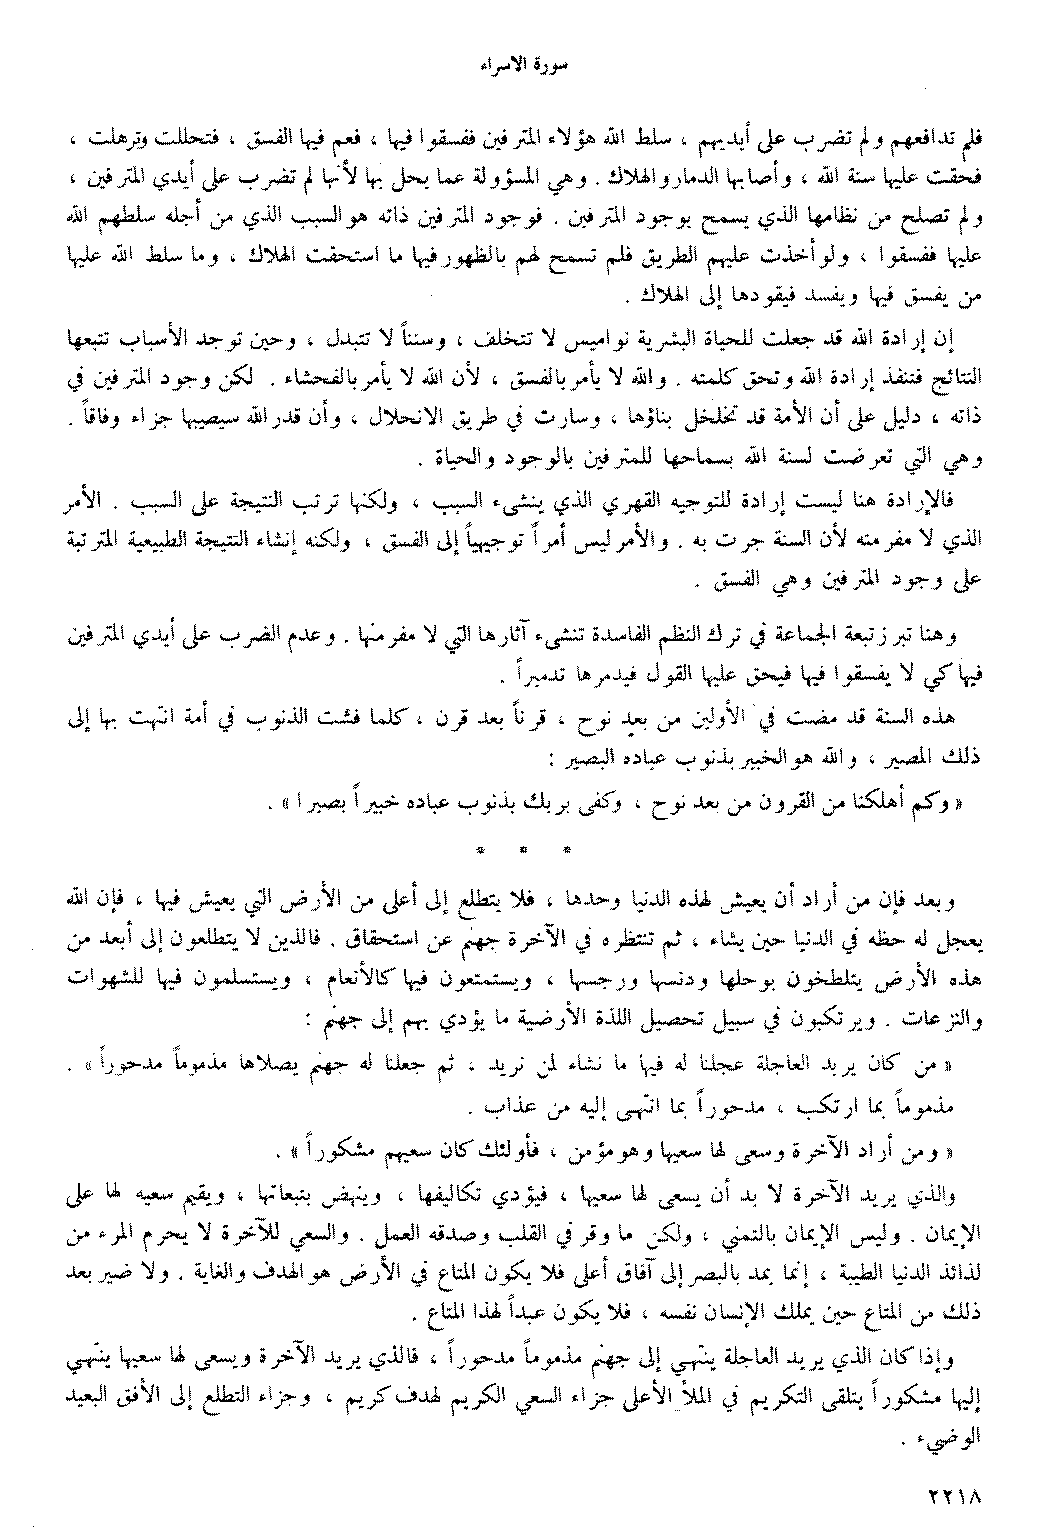 سورة الاسراء
فلم تدافعهم ولم تضرب على أيديهم ، سلط الله هؤلاء المترفين ففسقوا فيها ، فعم فيها الفسق ، فتحللت وترهلت ،
فحقت عليها سنة الله ، وأصابها الدمار والهلاك . وهي المسؤولة عما يحل بها لأنها لم تضرب على أيدي المترفين ،
ولم تصلح من نظامها الذي يسمح بوجود المترفين . فوجود المترفين ذاته هو السبب الذي من أجله سلطهم الله
عليها ففسقوا ، ولو أخذت عليهم الطريق فلم تسمح لهم بالظهور فيها ما استحقت الهلاك ، وما سلط الله عليها
من يفسق فيها ويفسد فيقودها إلى الهلاك .
إن إرادة الله قد جعلت للحياة البشرية نواميس لا تتخلف ، وسنناً لا تتبدل ، وحين توجد الأسباب تتبعها
النتائج فتنفذ إرادة الله وتحق كلمته . والله لا يأمر بالفسق ، لأن الله لا يأمر بالفحشاء . لكن وجود المترفين في
ذاته ، دليل على أن الأمة قد تخلخل بناؤها ، وسارت في طريق الانحلال ، وأن قدر الله سيصيبها جزاء وفاقاً .
وهي التي تعرضت لسنة الله بسماحها للمترفين بالوجود والحياة .
فالإرادة هنا ليست إرادة للتوجيه القهري الذي ينشىء السبب ، ولكنها ترتب النتيجة على السبب . الأمر
الذي لا مفر منه لأن السنة جرت به . والأمر ليس أمراً توجيهياً إلى الفسق ، ولكنه إنشاء النتيجة الطبيعية المترتبة
على وجود المترفين وهي الفسق .
وهنا تبرز تبعة الجماعة في ترك النظم الفاسدة تنشىء آثارها التي لا مفر منها . وعدم الضرب على أيدي المترفين
فيها كي لا يفسقوا فيها فيحق عليها القول فيدمرها تدميراً .
هذه السنة قد مضت في الأولين من بعد نوح ، قرناً بعد قرن ، كلما فشت الذنوب في أمة انتهت بها إلى
ذلك المصير ، والله هو الخبير بذنوب عباده البصير :
« وكم أهلكنا من القرون من بعد نوح ، وكفى بربك بذنوب عباده خبيراً بصيرا » .
* * *
وبعد فإن من أراد أن يعيش لهذه الدنيا وحدها ، فلا يتطلع إلى أعلى من الأرض التي يعيش فيها ، فإن الله
يعجل له حظه في الدنيا حين يشاء ، ثم تنتظره في الآخرة جهنم عن استحقاق . فالذين لا يتطلعون إلى أبعد من
هذه الأرض يتلطخون بوحلها ودنسها ورجسها ، ويستمتعون فيها كالأنعام ، ويستسلمون فيها للشهوات
والنزعات . ويرتكبون في سبيل تحصيل اللذة الأرضية ما يؤدي بهم إلى جهنم :
« من كان يريد العاجلة عجلنا له فيها ما نشاء لمن نريد ، ثم جعلنا له جهنم يصلاها مذموماً مدحوراً » .
مذموماً بما ارتكب ، مدحوراً بما انتهى إليه من عذاب .
« ومن أراد الآخرة وسعى لها سعيها وهو مؤمن ، فأولئك كان سعيهم مشكوراً » .
والذي يريد الآخرة لا بد أن يسعى لها سعيها ، فيؤدي تكاليفها ، وينهض بتبعاتها ، ويقيم سعيه لها على
الإيمان . وليس الإيمان بالتمني ، ولكن ما وقر في القلب وصدقه العمل . والسعي للآخرة لا يحرم المرء من
لذائذ الدنيا الطيبة ، إنما يمد بالبصر إلى آفاق أعلى فلا يكون المتاع في الأرض هو الهدف والغاية . ولا ضير بعد
ذلك من المتاع حين يملك الإنسان نفسه ، فلا يكون عبداً لهذا المتاع .
وإذا كان الذي يريد العاجلة ينتهي إلى جهنم مذموماً مدحوراً ، فالذي يريد الآخرة ويسعى لها سعيها ينتهي
إليها مشكوراً يتلقى التكريم في الملأ الأعلى جزاء السعي الكريم لهدف كريم ، وجزاء التطلع إلى الأفق البعيد
الوضيء .
٢٢١٨